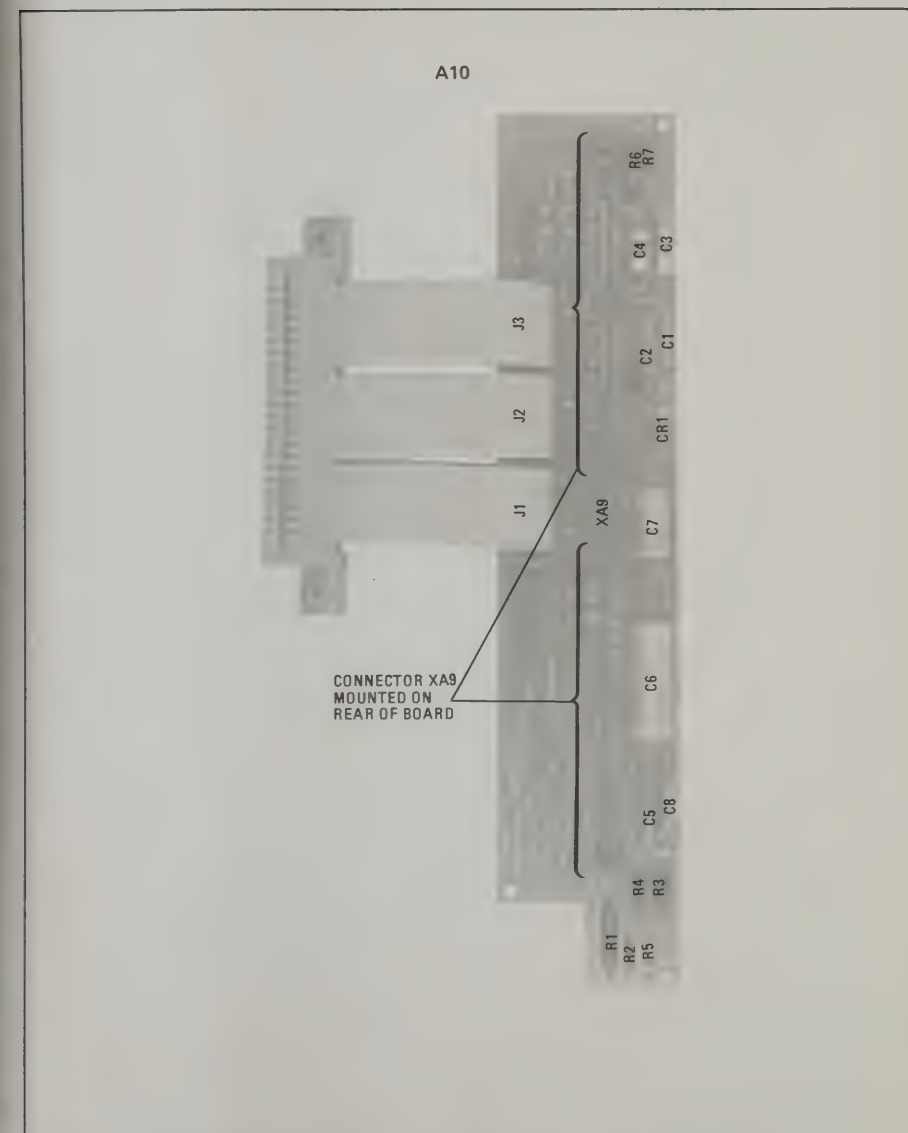 A10
R6
R7
C4
C3
J3
C2
C1
J2
CR1
J1
XA9
C7
CONNECTOR XA9
MOUNTED ON
REAR OF BOARD
C6
C5
C8
R4
R3
R1
R2
R5